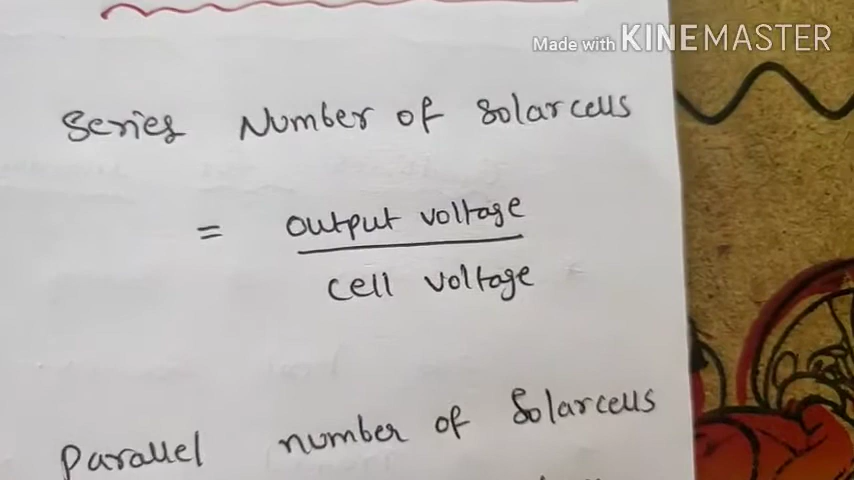 Made with KINEMASTER
Series Number of Solarcells
= output voltage
cell voltage
Parallel number of Solarcells